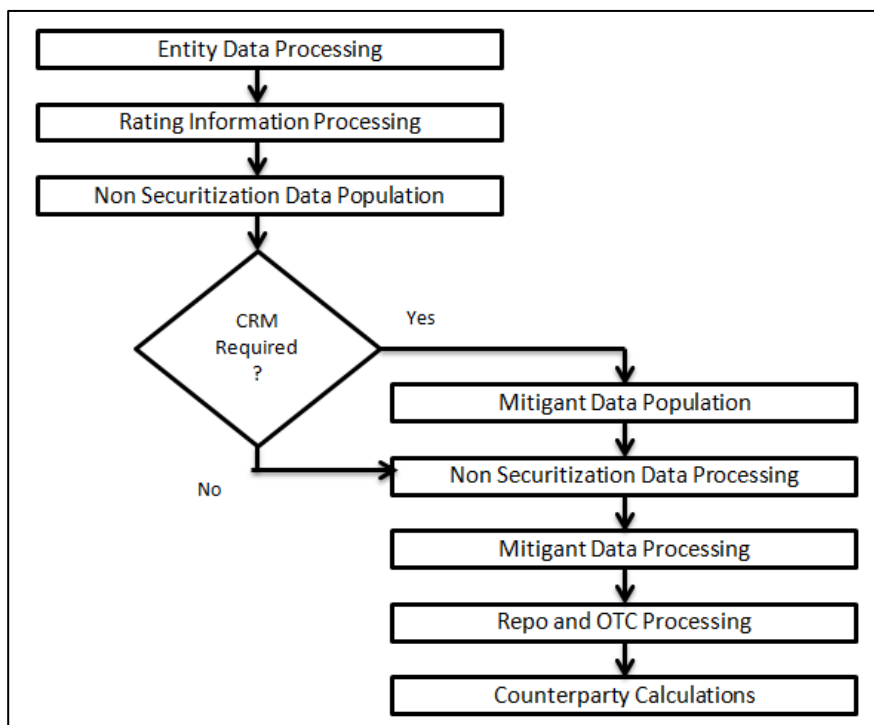 Entity Data Processing
Rating Information Processing
Non Securitization Data Population
CRM
Required
?
Yes
No
Mitigant Data Population
Non Securitization Data Processing
Mitigant Data Processing
Repo and OTC Processing
Counterparty Calculations